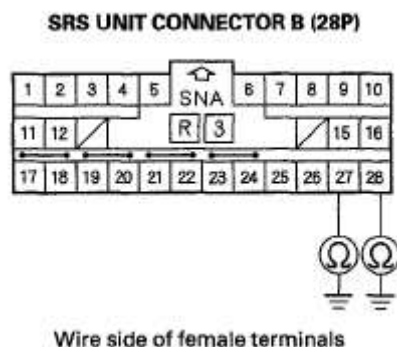 SRS UNIT CONNECTOR B (28P)
1 2 3 4 5 6 7 8 9 10
SNA
11 12 R 3 15 16
17 18 19 20 21 22 23 24 25 26 27 28
Ω Ω
Wire side of female terminals